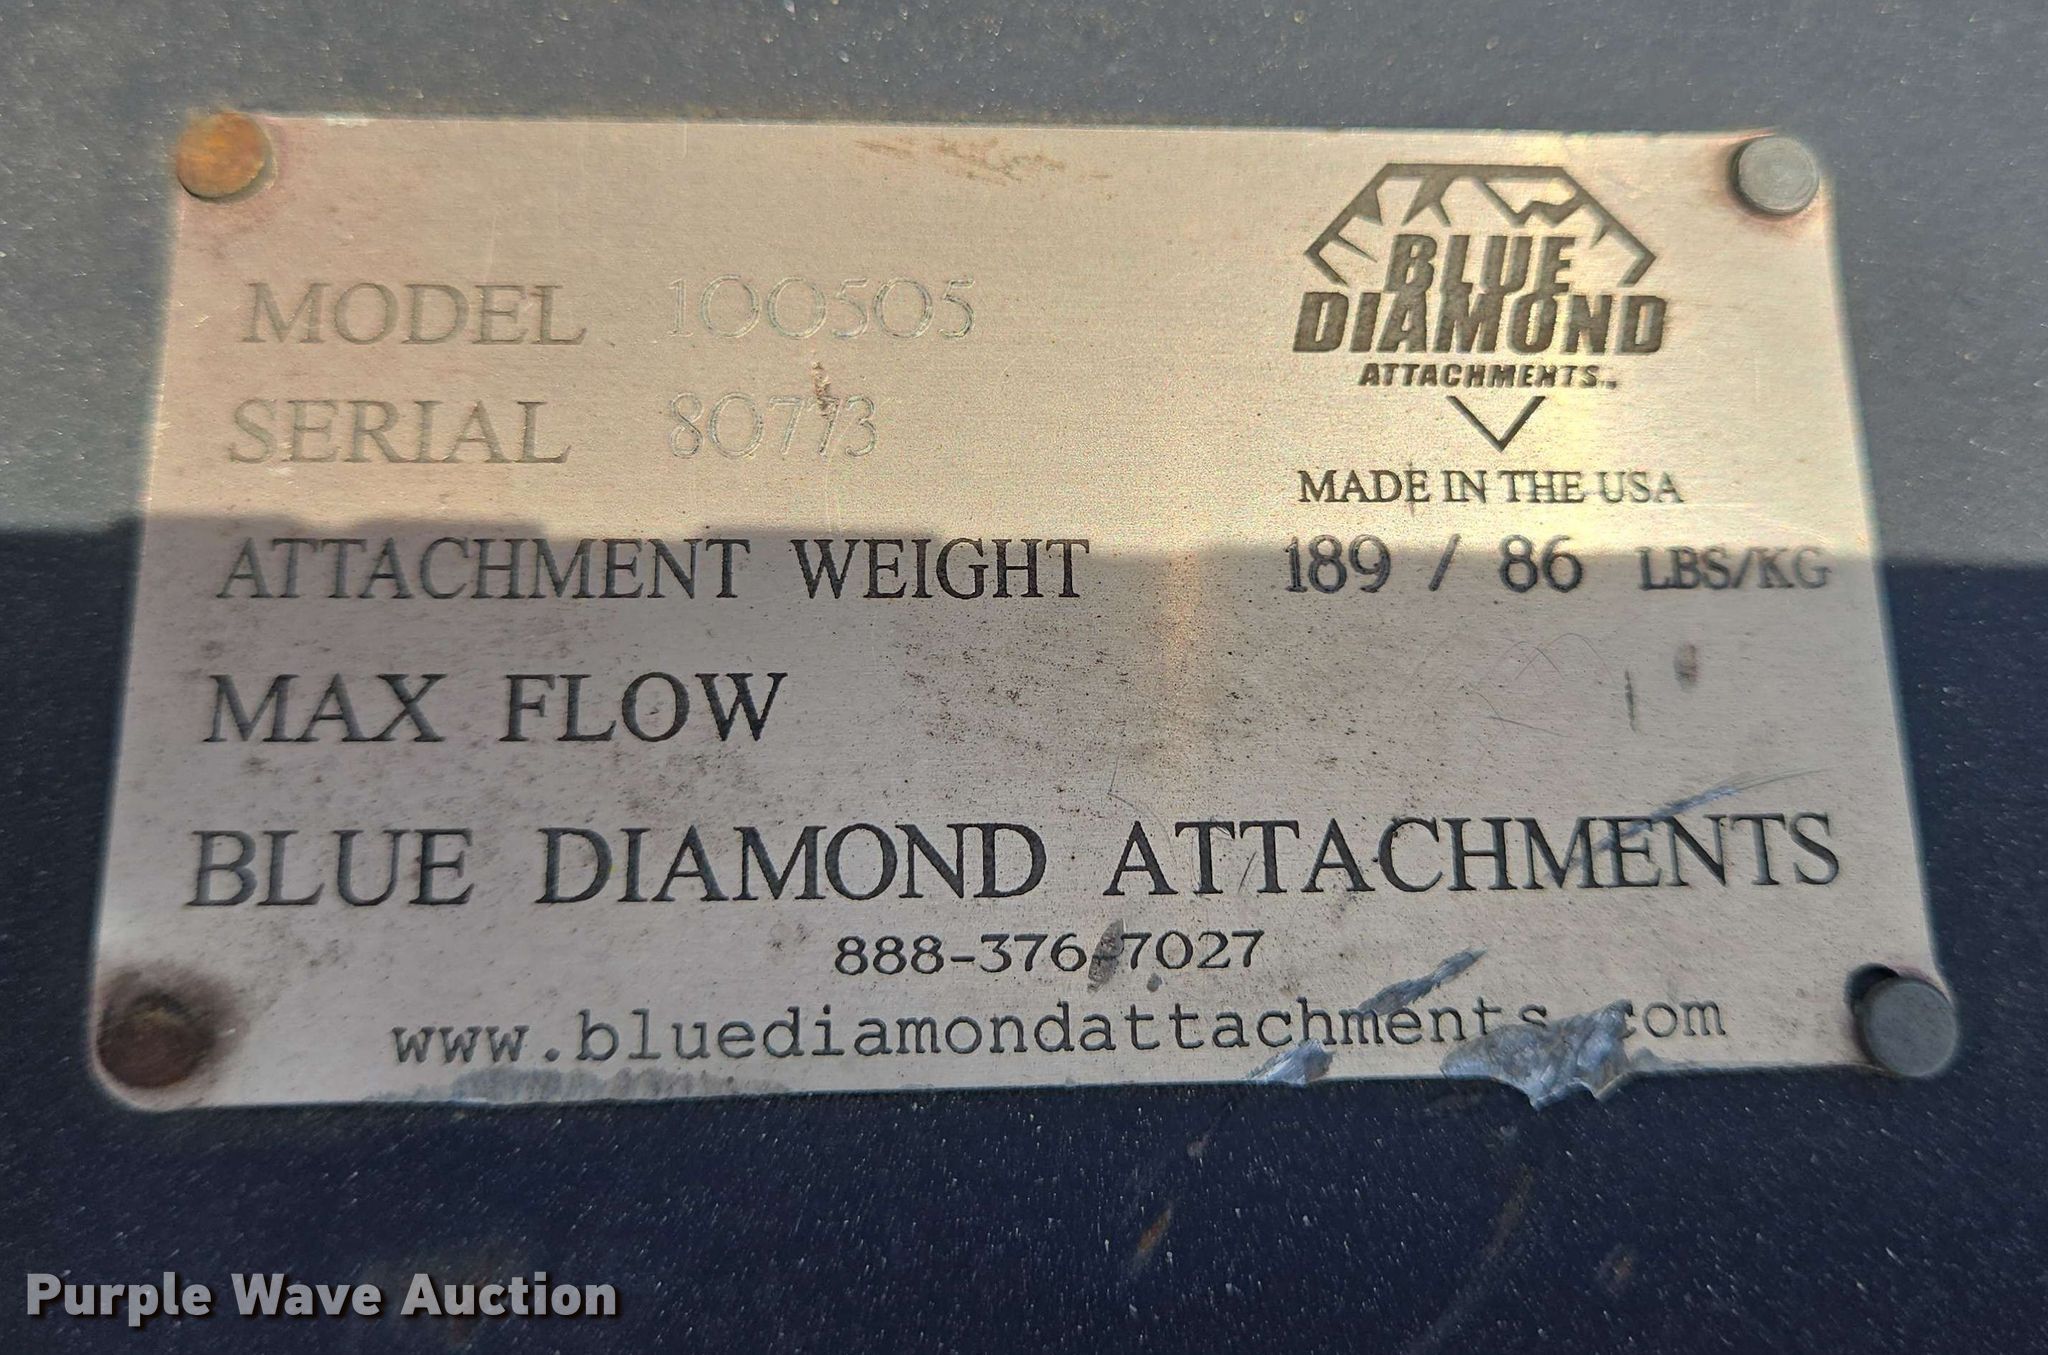 MODEL 100505
SERIAL 80773
BLUE
DIAMOND
ATTACHMENTS™
MADE IN THE USA
ATTACHMENT WEIGHT 189 / 86 LBS/KG
MAX FLOW
BLUE DIAMOND ATTACHMENTS
888-376-7027
www.bluediamondattachments.com
Purple Wave Auction